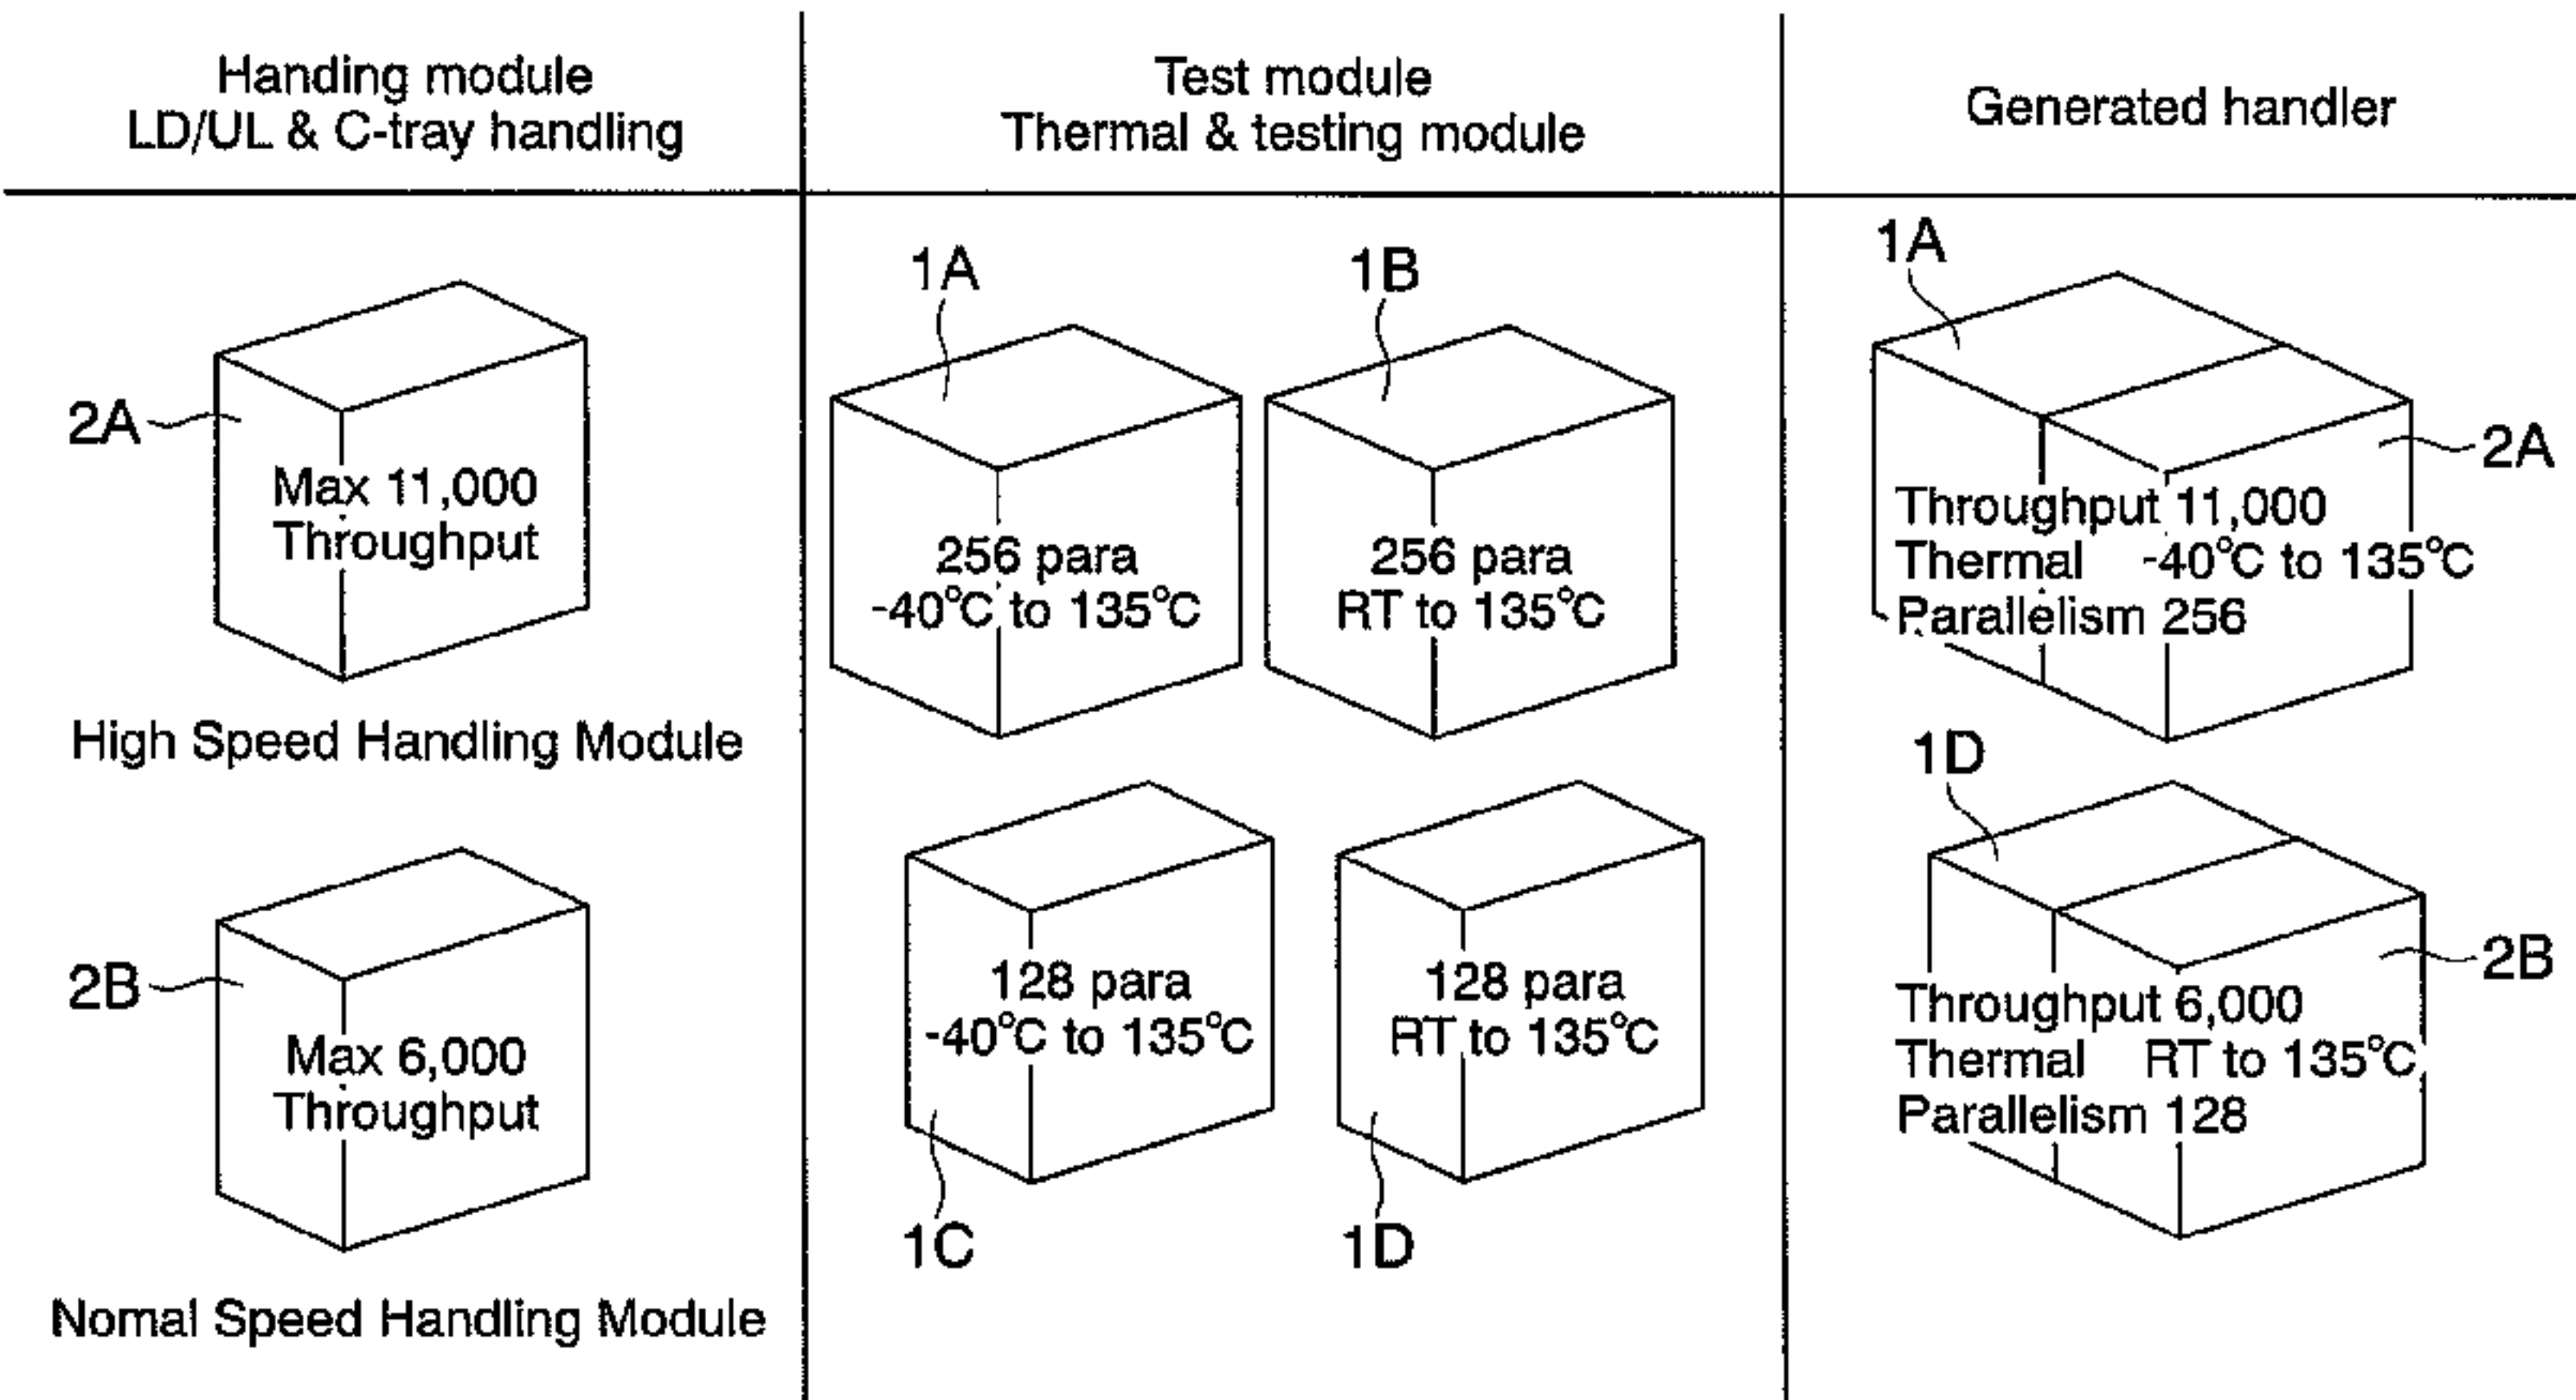 Handing module
LD/UL & C-tray handling
Test module
Thermal & testing module
Generated handler
2A
Max 11,000
Throughput
High Speed Handling Module
2B
Max 6,000
Throughput
Nomal Speed Handling Module
1A
256 para
-40°C to 135°C
1B
256 para
RT to 135°C
1C
128 para
-40°C to 135°C
1D
128 para
RT to 135°C
1A
2A
Throughput 11,000
Thermal -40°C to 135°C
Parallelism 256
1D
2B
Throughput 6,000
Thermal RT to 135°C
Parallelism 128